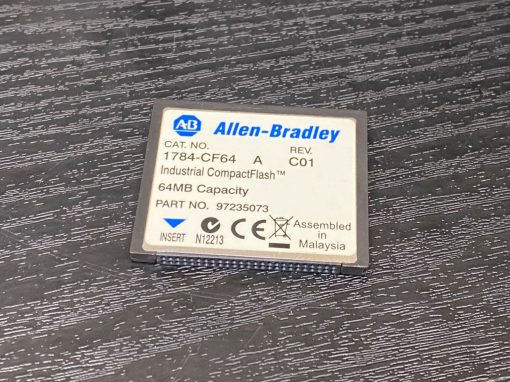 A-B Allen-Bradley
CAT. NO. REV.
1784-CF64 A C01
Industrial CompactFlash™
64MB Capacity
PART NO. 97235073
INSERT N12213 CE Assembled in Malaysia